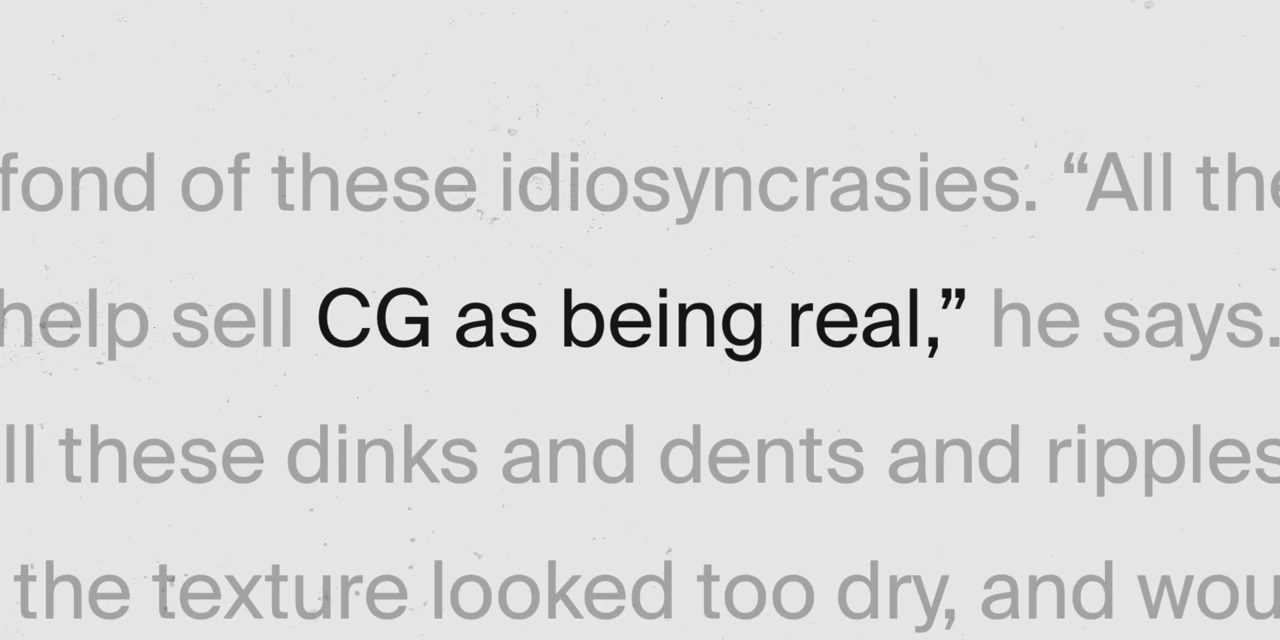 fond of these idiosyncrasies. “All the
help sell CG as being real,” he says.
ll these dinks and dents and ripples
the texture looked too dry, and wou